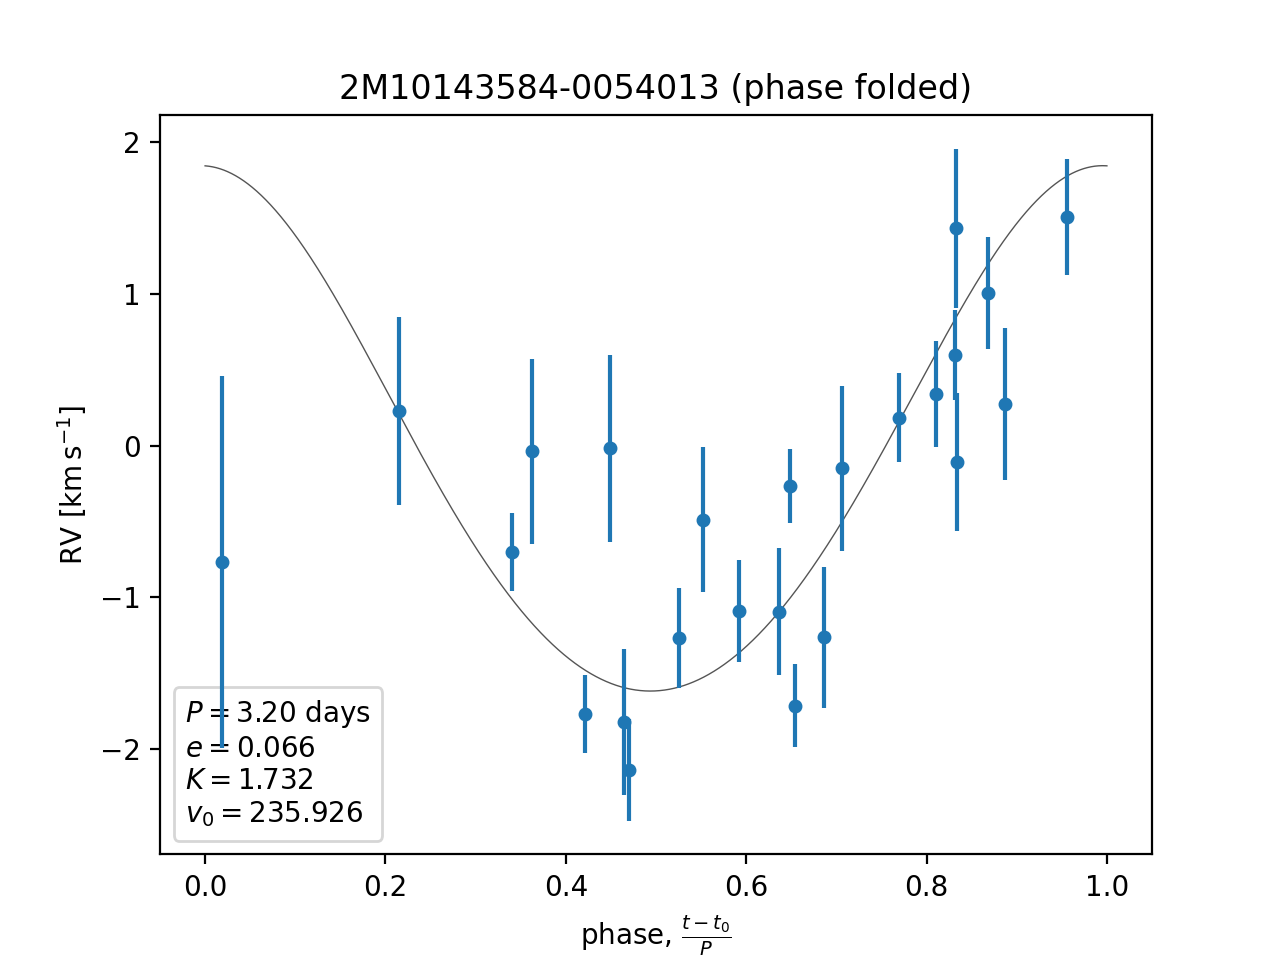 2M10143584-0054013 (phase folded)
2
1
0
−1
−2
RV [km s⁻¹]
P = 3.20 days
e = 0.066
K = 1.732
v₀ = 235.926
0.0 0.2 0.4 0.6 0.8 1.0
phase, (t − t₀)/P